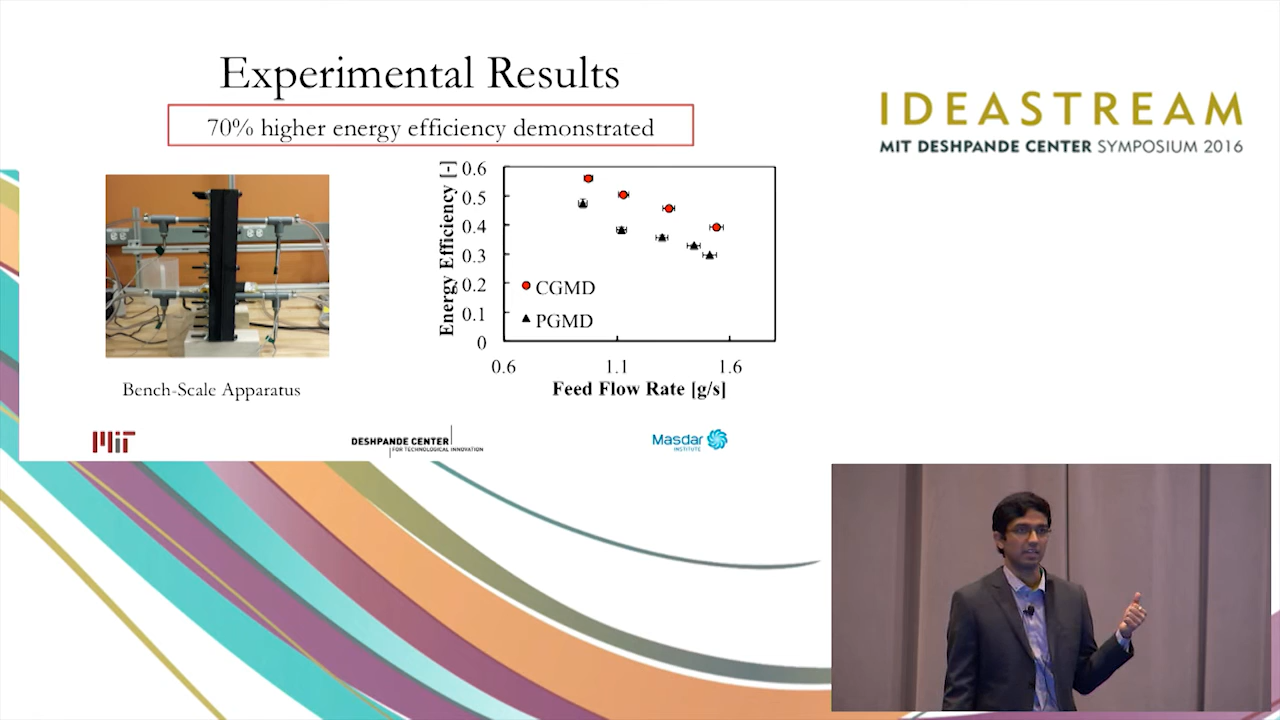 Experimental Results
70% higher energy efficiency demonstrated
IDEASTREAM
MIT DESHPANDE CENTER SYMPOSIUM 2016
Energy Efficiency [-]
0.6
0.5
0.4
0.3
0.2
0.1
0
CGMD
PGMD
0.6 1.1 1.6
Feed Flow Rate [g/s]
Bench-Scale Apparatus
MIT
DESHPANDE CENTER
FOR TECHNOLOGICAL INNOVATION
Masdar
INSTITUTE